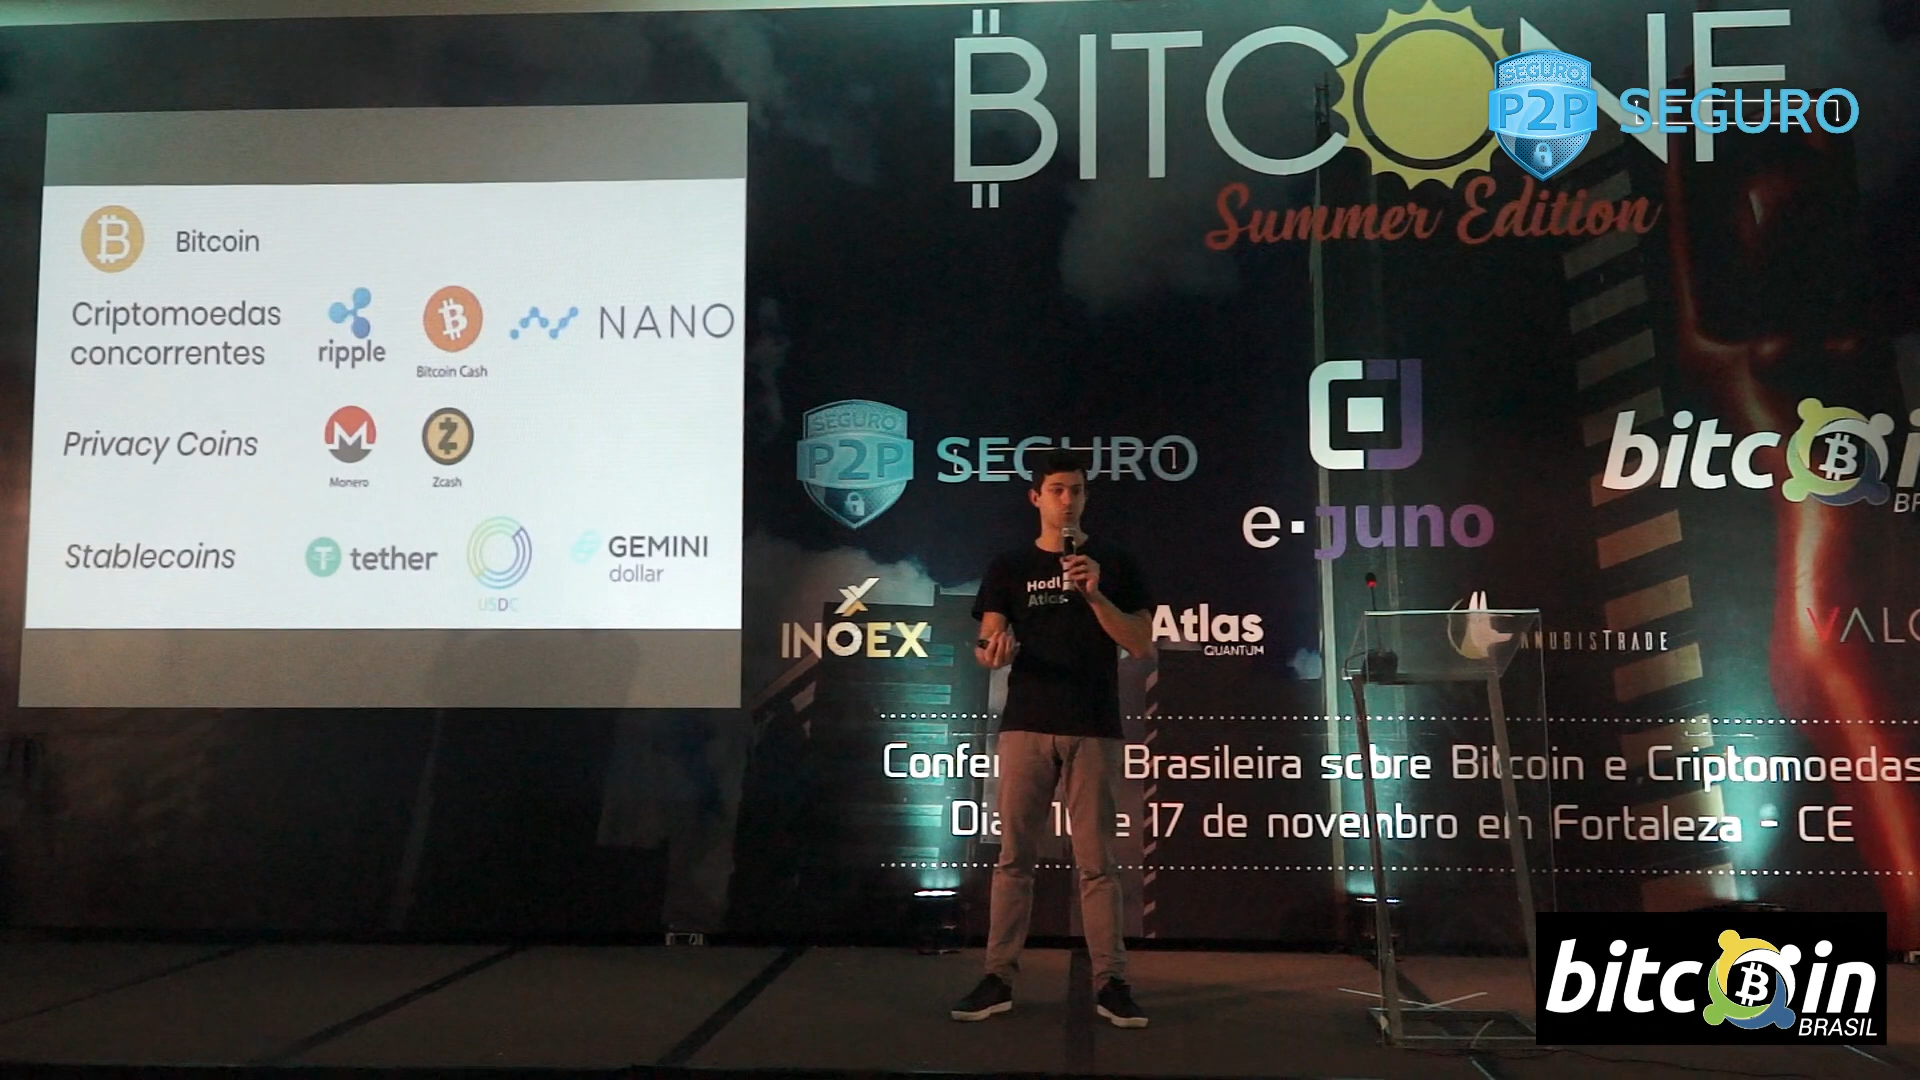 BITCONF
Summer Edition
SEGURO
P2P
SEGURO
Bitcoin
Criptomoedas
concorrentes
ripple
Bitcoin Cash
NANO
Privacy Coins
Monero
Zcash
Stablecoins
tether
USDC
GEMINI
dollar
SEGURO
P2P
SEGURO
e·juno
bitcoin
Hodl
Atlas
INOEX
Atlas
QUANTUM
ANUBISTRADE
Brasileira sobre Bitcoin e Criptomoedas
e 17 de novembro em Fortaleza - CE
bitcoin
BRASIL